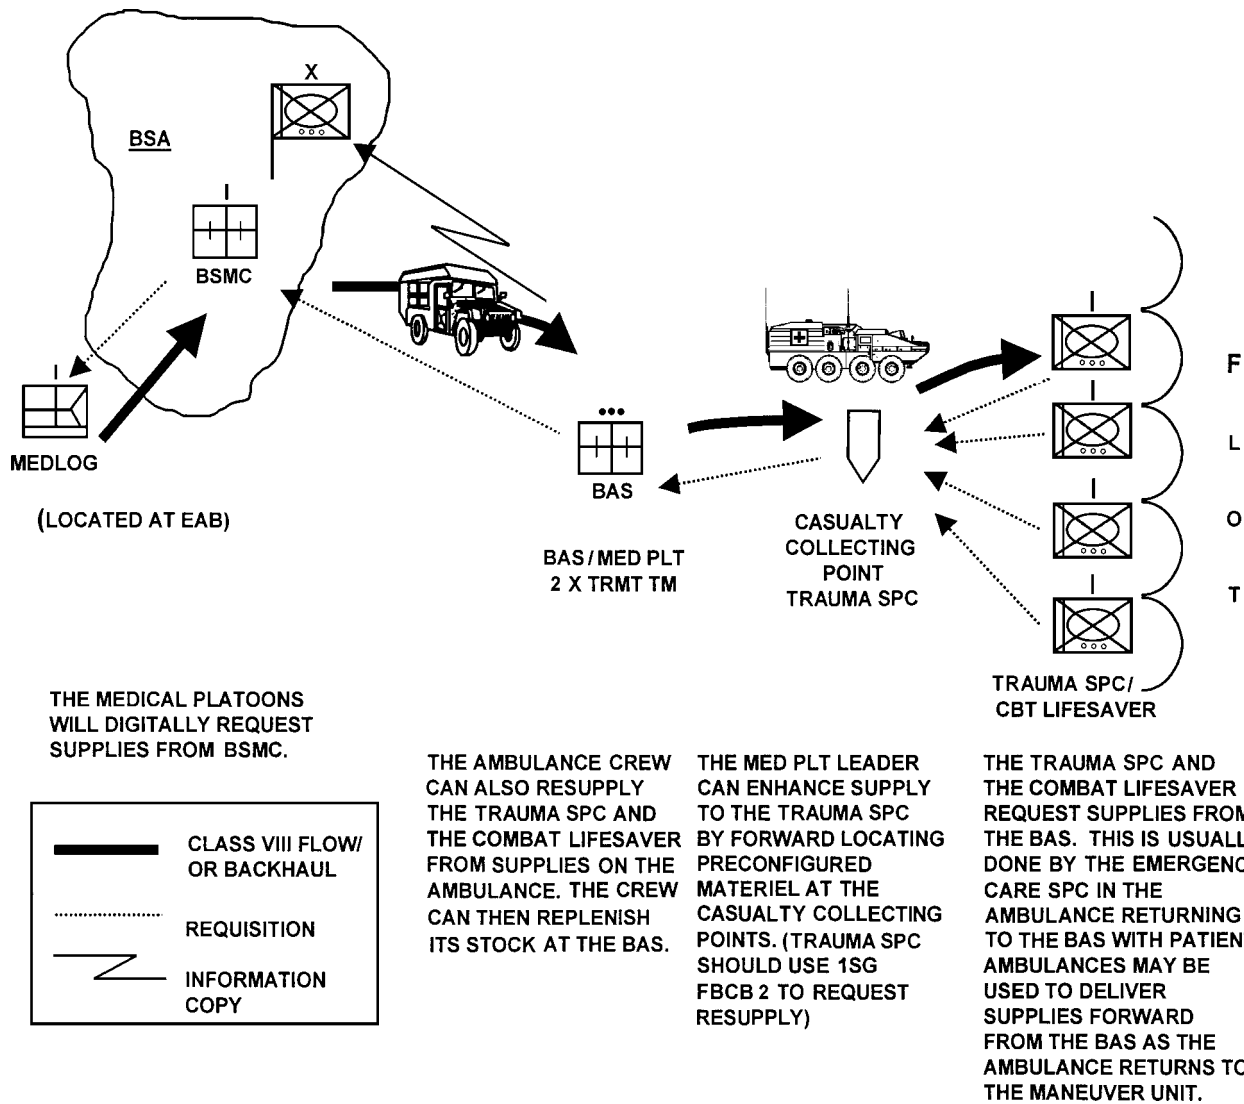 X
BSA
BSMC
MEDLOG
(LOCATED AT EAB)
BAS
BAS / MED PLT
2 X TRMT TM
CASUALTY
COLLECTING
POINT
TRAUMA SPC
F
L
O
T
TRAUMA SPC/
CBT LIFESAVER
THE MEDICAL PLATOONS
WILL DIGITALLY REQUEST
SUPPLIES FROM BSMC.
CLASS VIII FLOW/
OR BACKHAUL
REQUISITION
INFORMATION
COPY
THE AMBULANCE CREW
CAN ALSO RESUPPLY
THE TRAUMA SPC AND
THE COMBAT LIFESAVER
FROM SUPPLIES ON THE
AMBULANCE. THE CREW
CAN THEN REPLENISH
ITS STOCK AT THE BAS.
THE MED PLT LEADER
CAN ENHANCE SUPPLY
TO THE TRAUMA SPC
BY FORWARD LOCATING
PRECONFIGURED
MATERIEL AT THE
CASUALTY COLLECTING
POINTS. (TRAUMA SPC
SHOULD USE 1SG
FBCB 2 TO REQUEST
RESUPPLY)
THE TRAUMA SPC AND
THE COMBAT LIFESAVER
REQUEST SUPPLIES FROM
THE BAS. THIS IS USUALL
DONE BY THE EMERGENC
CARE SPC IN THE
AMBULANCE RETURNING
TO THE BAS WITH PATIEN
AMBULANCES MAY BE
USED TO DELIVER
SUPPLIES FORWARD
FROM THE BAS AS THE
AMBULANCE RETURNS TO
THE MANEUVER UNIT.